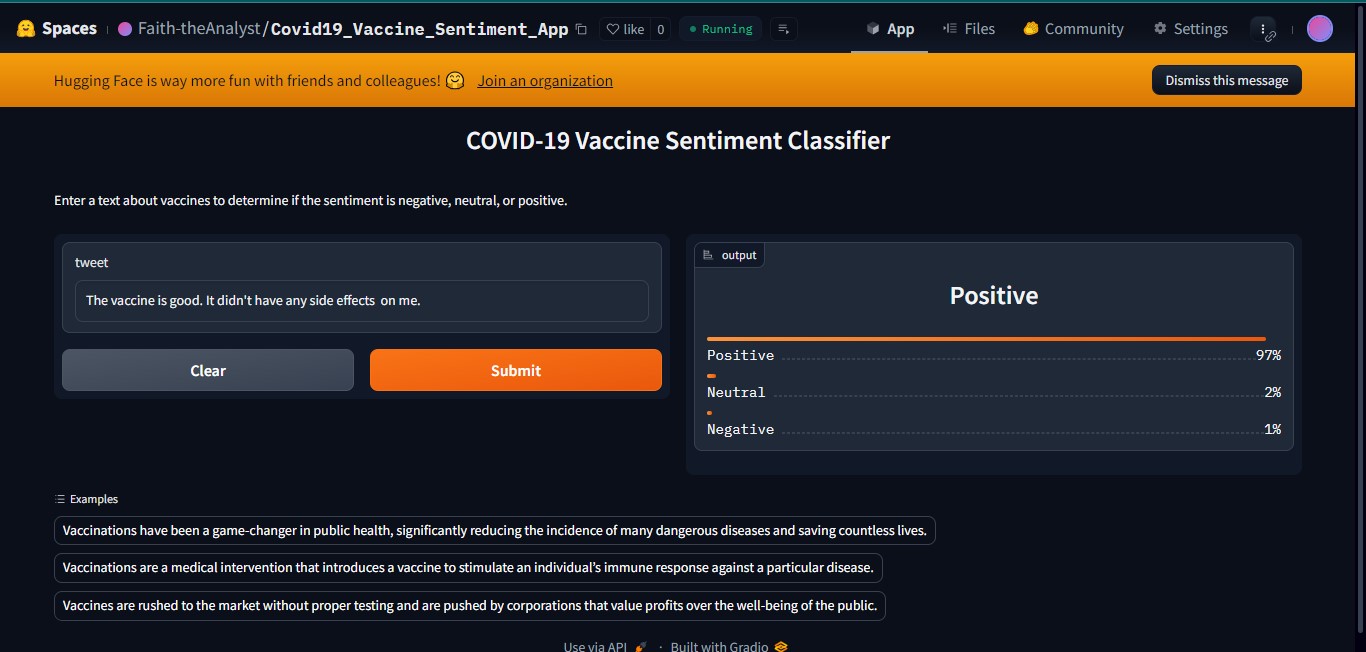 Spaces Faith-theAnalyst/Covid19_Vaccine_Sentiment_App like 0 Running App Files Community Settings
Hugging Face is way more fun with friends and colleagues! 🤗 Join an organization Dismiss this message
COVID-19 Vaccine Sentiment Classifier
Enter a text about vaccines to determine if the sentiment is negative, neutral, or positive.
tweet
The vaccine is good. It didn't have any side effects  on me.
Clear Submit
output
Positive
Positive 97%
Neutral 2%
Negative 1%
Examples
Vaccinations have been a game-changer in public health, significantly reducing the incidence of many dangerous diseases and saving countless lives.
Vaccinations are a medical intervention that introduces a vaccine to stimulate an individual’s immune response against a particular disease.
Vaccines are rushed to the market without proper testing and are pushed by corporations that value profits over the well-being of the public.
Use via API · Built with Gradio